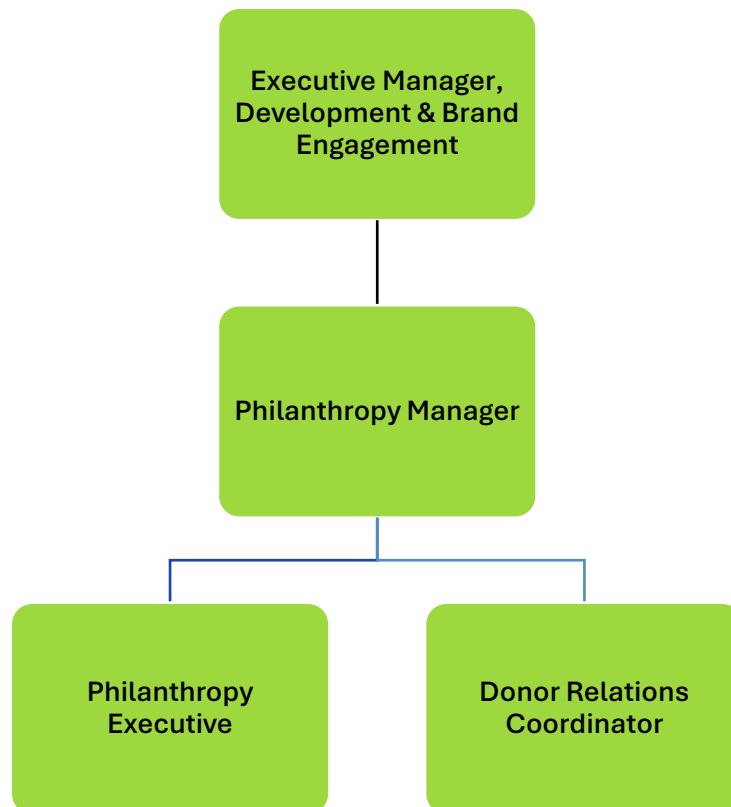 Executive Manager,
Development & Brand
Engagement
Philanthropy Manager
Philanthropy
Executive
Donor Relations
Coordinator